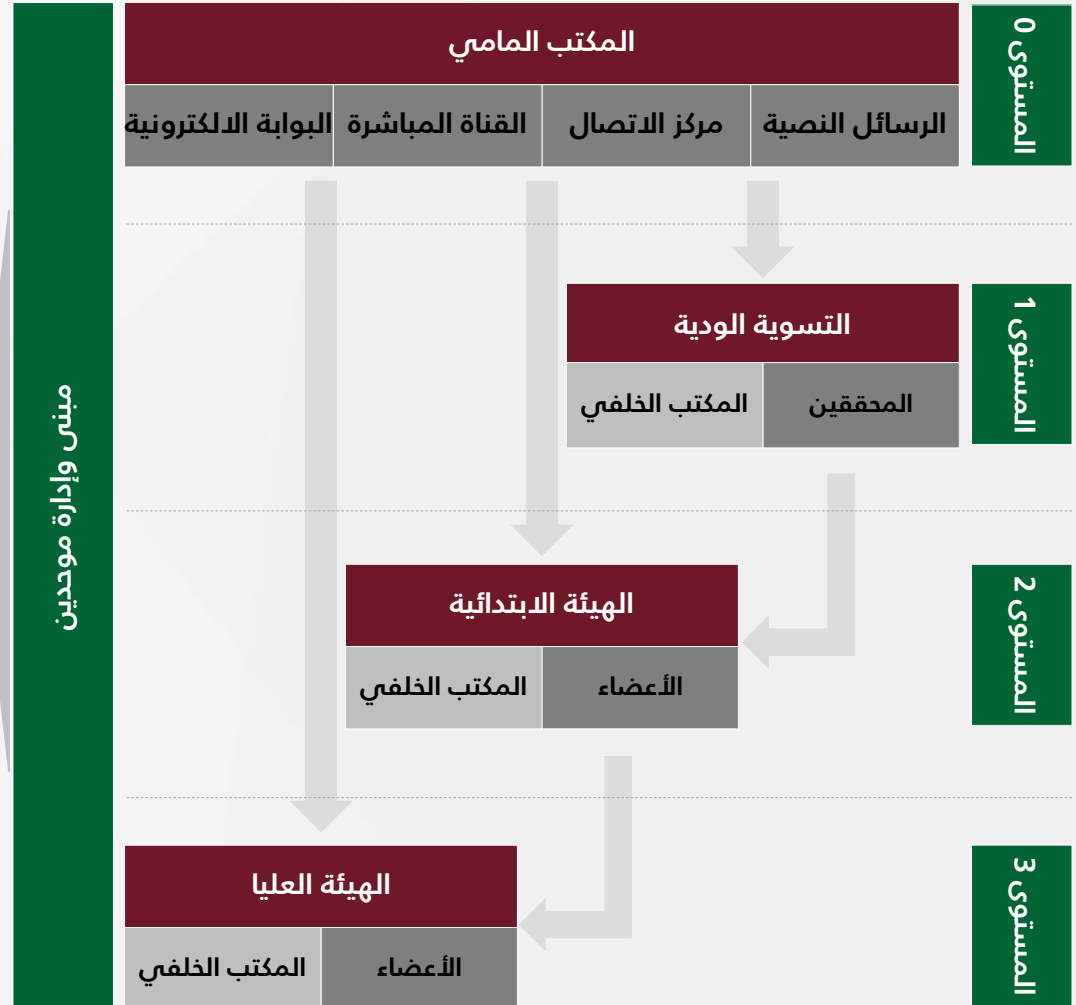 المستوى 0
المكتب المامي
الرسائل النصية
مركز الاتصال
القناة المباشرة
البوابة الالكترونية
المستوى 1
التسوية الودية
المحققين
المكتب الخلفي
المستوى 2
الهيئة الابتدائية
الأعضاء
المكتب الخلفي
المستوى 3
الهيئة العليا
الأعضاء
المكتب الخلفي
مبنى وإدارة موحدين